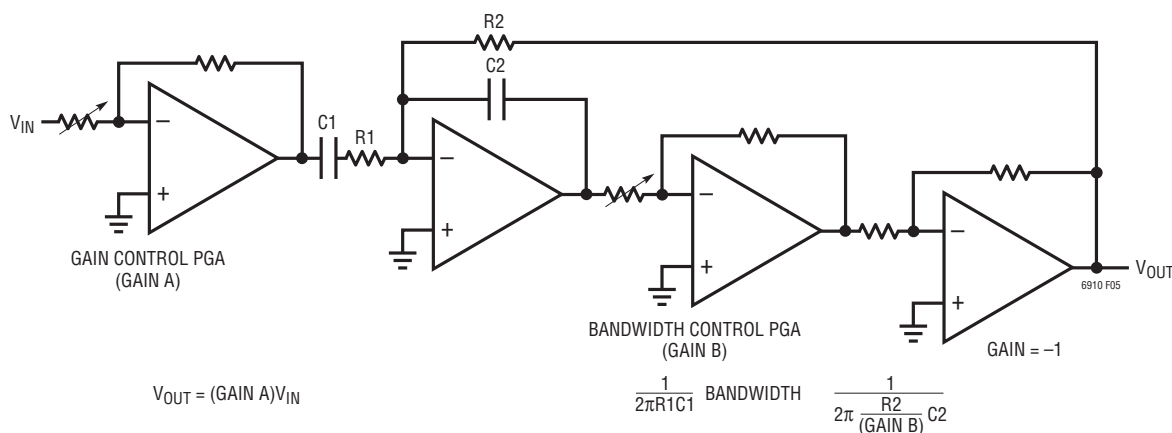 R2
C2
V_IN
C1
R1
−
+
−
+
−
+
−
+
V_OUT
6910 F05
GAIN CONTROL PGA
(GAIN A)
BANDWIDTH CONTROL PGA
(GAIN B)
GAIN = –1
V_OUT = (GAIN A)V_IN
1
2πR1C1
BANDWIDTH
1
2π R2 C2
(GAIN B)